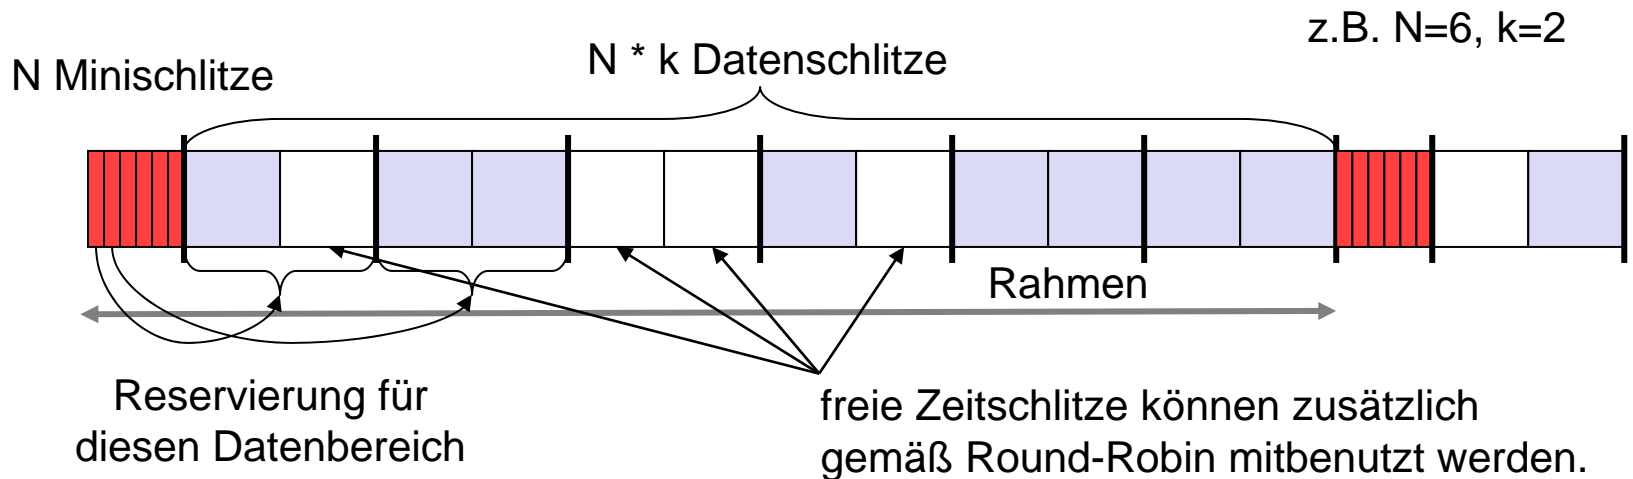 z.B. N=6, k=2
N * k Datenschlitze
N Minischlitze
Rahmen
Reservierung für
diesen Datenbereich
freie Zeitschlitze können zusätzlich
gemäß Round-Robin mitbenutzt werden.